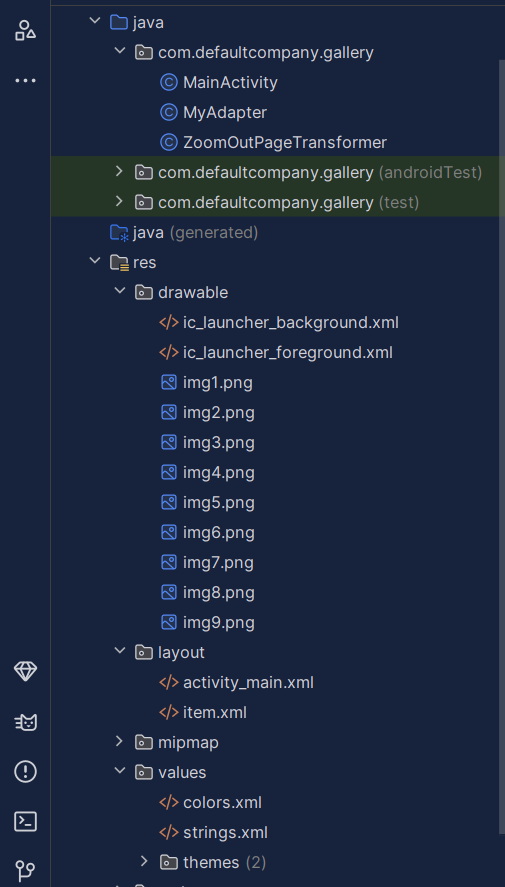 java
com.defaultcompany.gallery
MainActivity
MyAdapter
ZoomOutPageTransformer
com.defaultcompany.gallery (androidTest)
com.defaultcompany.gallery (test)
java (generated)
res
drawable
ic_launcher_background.xml
ic_launcher_foreground.xml
img1.png
img2.png
img3.png
img4.png
img5.png
img6.png
img7.png
img8.png
img9.png
layout
activity_main.xml
item.xml
mipmap
values
colors.xml
strings.xml
themes (2)